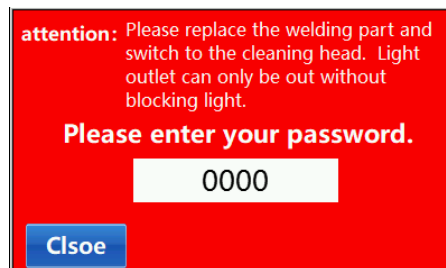 attention: Please replace the welding part and
switch to the cleaning head. Light
outlet can only be out without
blocking light.
Please enter your password.
0000
Clsoe